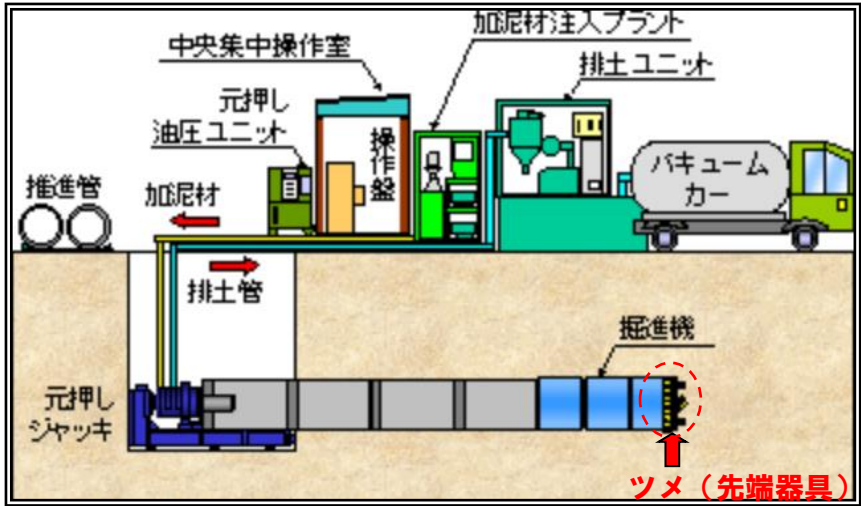 加泥材注入プラント
中央集中操作室
排土ユニット
元押し
油圧ユニット
操作盤
バキューム
カー
推進管
加泥材
排土管
掘進機
元押し
ジャッキ
ツメ（先端器具）